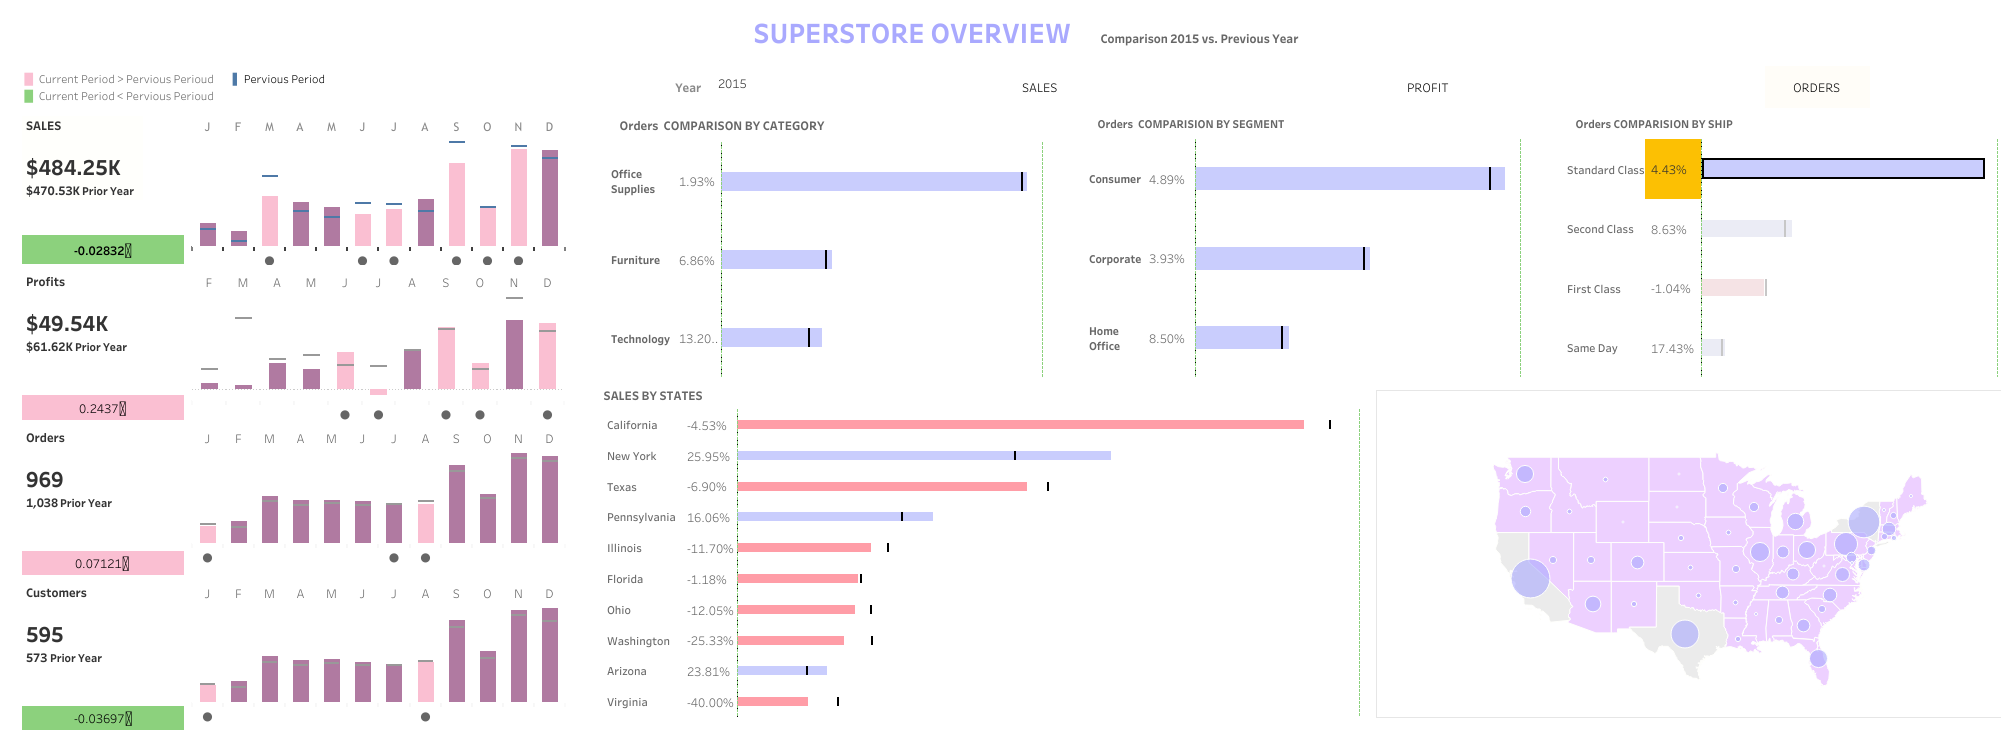 SUPERSTORE OVERVIEW
Comparison 2015 vs. Previous Year
Current Period > Pervious Perioud
Pervious Period
Current Period < Pervious Perioud
Year
2015
SALES
PROFIT
ORDERS
SALES
J F M A M J J A S O N D
$484.25K
$470.53K Prior Year
-0.02832
Profits
F M A M J J A S O N D
$49.54K
$61.62K Prior Year
0.2437
Orders
J F M A M J J A S O N D
969
1,038 Prior Year
0.07121
Customers
J F M A M J J A S O N D
595
573 Prior Year
-0.03697
Orders COMPARISON BY CATEGORY
Office Supplies 1.93%
Furniture 6.86%
Technology 13.20..
Orders COMPARISION BY SEGMENT
Consumer 4.89%
Corporate 3.93%
Home Office 8.50%
Orders COMPARISION BY SHIP
Standard Class 4.43%
Second Class 8.63%
First Class -1.04%
Same Day 17.43%
SALES BY STATES
California -4.53%
New York 25.95%
Texas -6.90%
Pennsylvania 16.06%
Illinois -11.70%
Florida -1.18%
Ohio -12.05%
Washington -25.33%
Arizona 23.81%
Virginia -40.00%